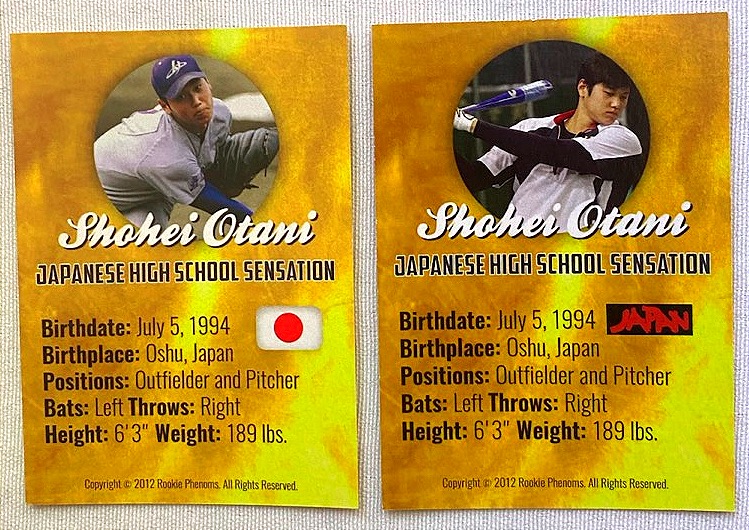 Shohei Otani
JAPANESE HIGH SCHOOL SENSATION
Birthdate: July 5, 1994
Birthplace: Oshu, Japan
Positions: Outfielder and Pitcher
Bats: Left Throws: Right
Height: 6'3" Weight: 189 lbs.
Copyright © 2012 Rookie Phenoms. All Rights Reserved.
Shohei Otani
JAPANESE HIGH SCHOOL SENSATION
Birthdate: July 5, 1994
JAPAN
Birthplace: Oshu, Japan
Positions: Outfielder and Pitcher
Bats: Left Throws: Right
Height: 6'3" Weight: 189 lbs.
Copyright © 2012 Rookie Phenoms. All Rights Reserved.